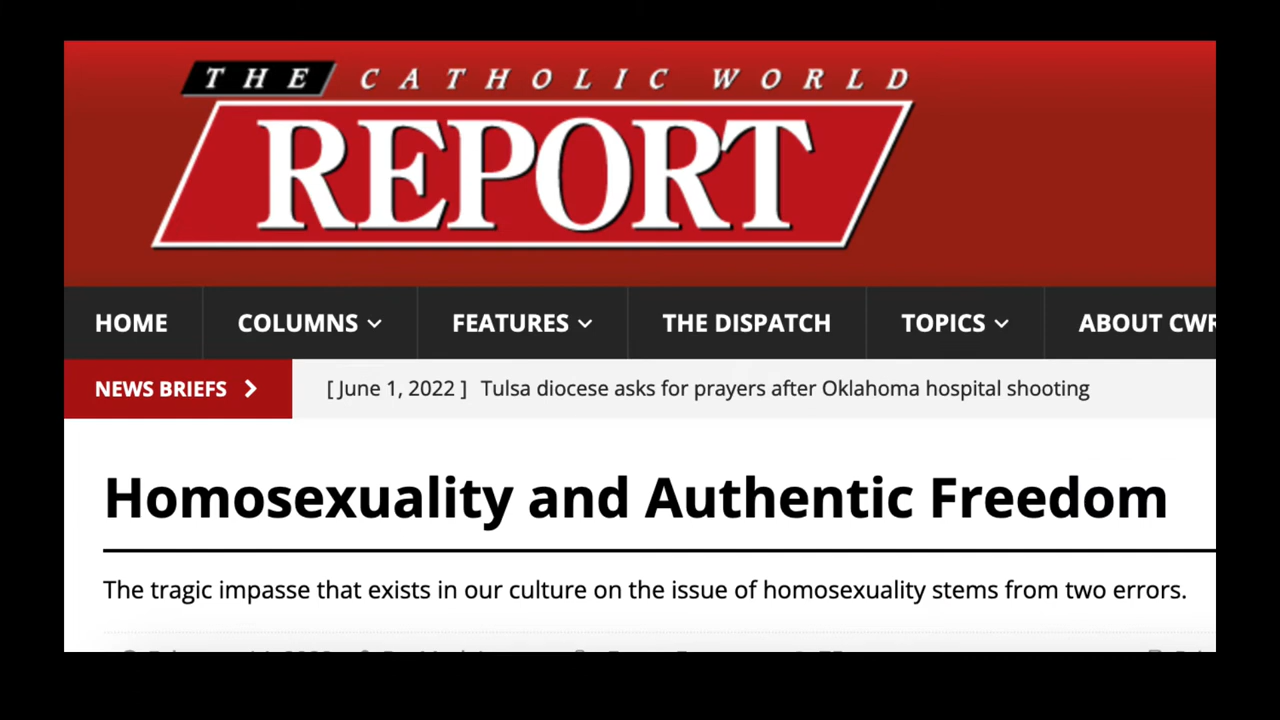 THE CATHOLIC WORLD
REPORT
HOME COLUMNS FEATURES THE DISPATCH TOPICS ABOUT CWR
NEWS BRIEFS [ June 1, 2022 ] Tulsa diocese asks for prayers after Oklahoma hospital shooting
Homosexuality and Authentic Freedom
The tragic impasse that exists in our culture on the issue of homosexuality stems from two errors.